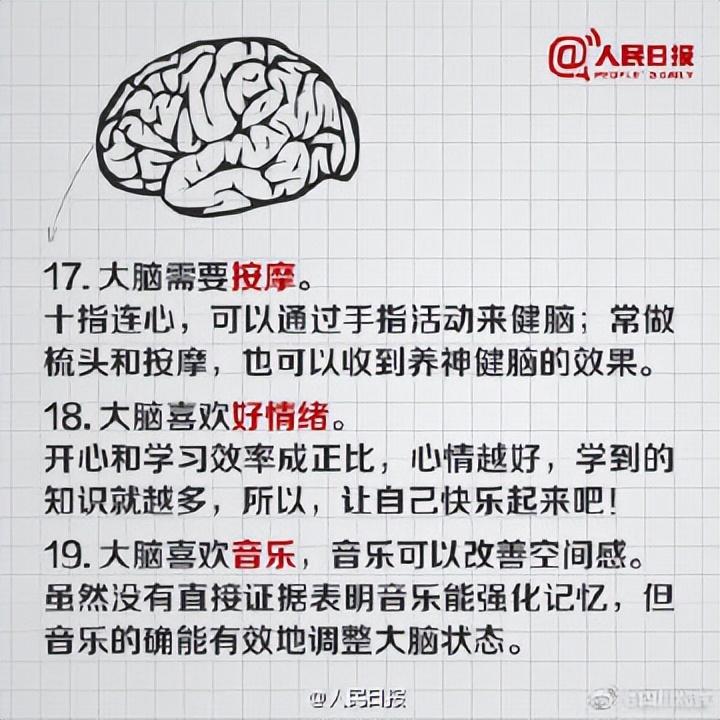 @人民日报
PEOPLE'S DAILY
17. 大脑需要按摩。
十指连心，可以通过手指活动来健脑；常做
梳头和按摩，也可以收到养神健脑的效果。
18. 大脑喜欢好情绪。
开心和学习效率成正比，心情越好，学到的
知识就越多，所以，让自己快乐起来吧！
19. 大脑喜欢音乐，音乐可以改善空间感。
虽然没有直接证据表明音乐能强化记忆，但
音乐的确能有效地调整大脑状态。
@人民日报